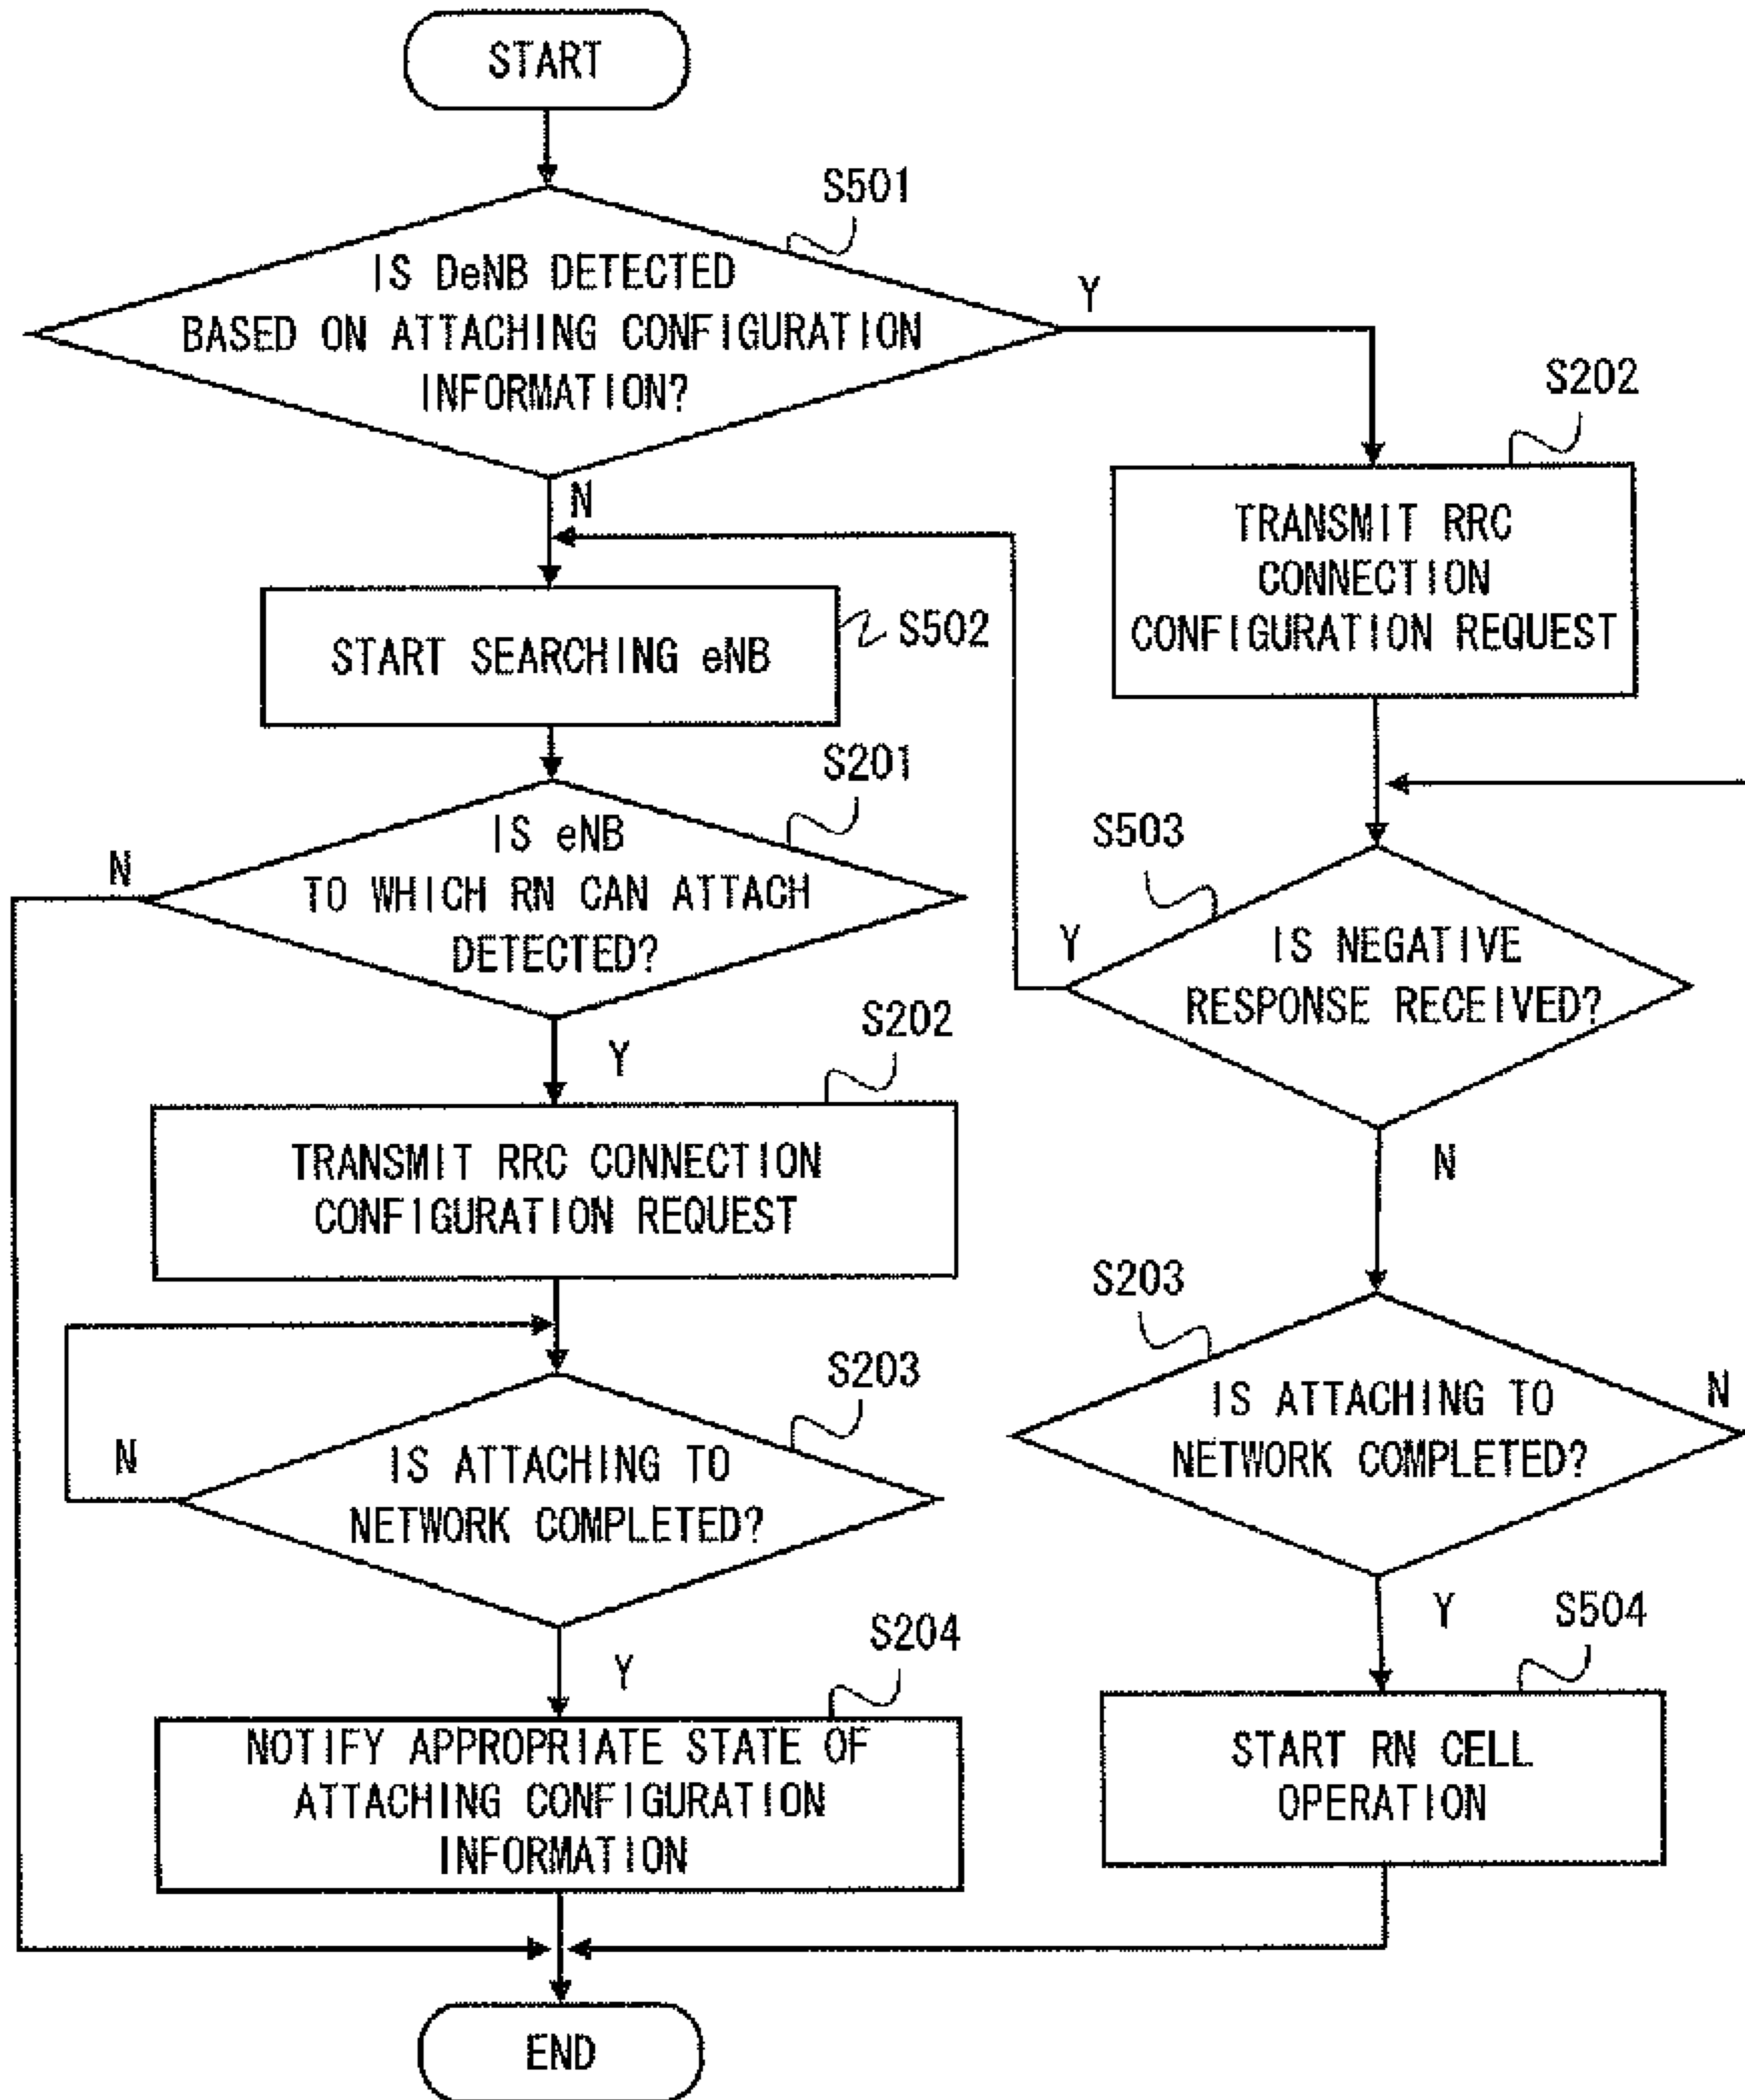 START
S501
IS DeNB DETECTED
BASED ON ATTACHING CONFIGURATION
INFORMATION?
Y
N
S202
TRANSMIT RRC
CONNECTION
CONFIGURATION REQUEST
START SEARCHING eNB
S502
S201
IS eNB
TO WHICH RN CAN ATTACH
DETECTED?
N
Y
S503
IS NEGATIVE
RESPONSE RECEIVED?
Y
N
S202
TRANSMIT RRC CONNECTION
CONFIGURATION REQUEST
S203
IS ATTACHING TO
NETWORK COMPLETED?
N
Y
S203
IS ATTACHING TO
NETWORK COMPLETED?
N
Y
S204
NOTIFY APPROPRIATE STATE OF
ATTACHING CONFIGURATION
INFORMATION
S504
START RN CELL
OPERATION
END